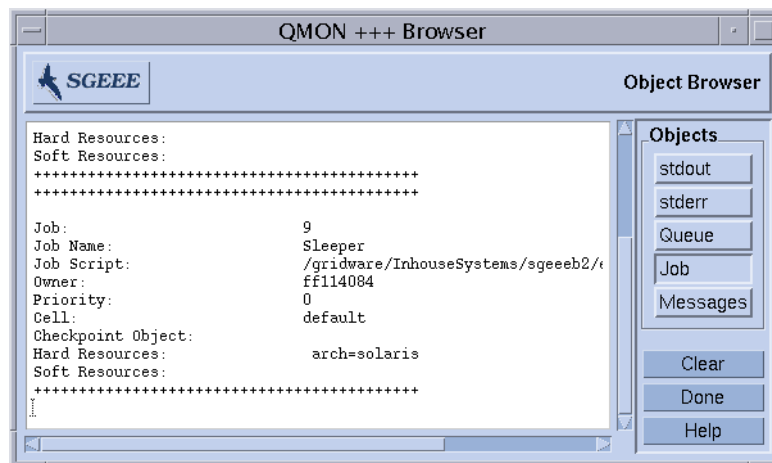 QMON +++ Browser
SGEEE
Object Browser
Hard Resources:
Soft Resources:
+++++++++++++++++++++++++++++++++++++++++++
+++++++++++++++++++++++++++++++++++++++++++
Job: 9
Job Name: Sleeper
Job Script: /gridware/InhouseSystems/sgeeeb2/e
Owner: ff114084
Priority: 0
Cell: default
Checkpoint Object:
Hard Resources: arch=solaris
Soft Resources:
+++++++++++++++++++++++++++++++++++++++++++
Objects
stdout
stderr
Queue
Job
Messages
Clear
Done
Help